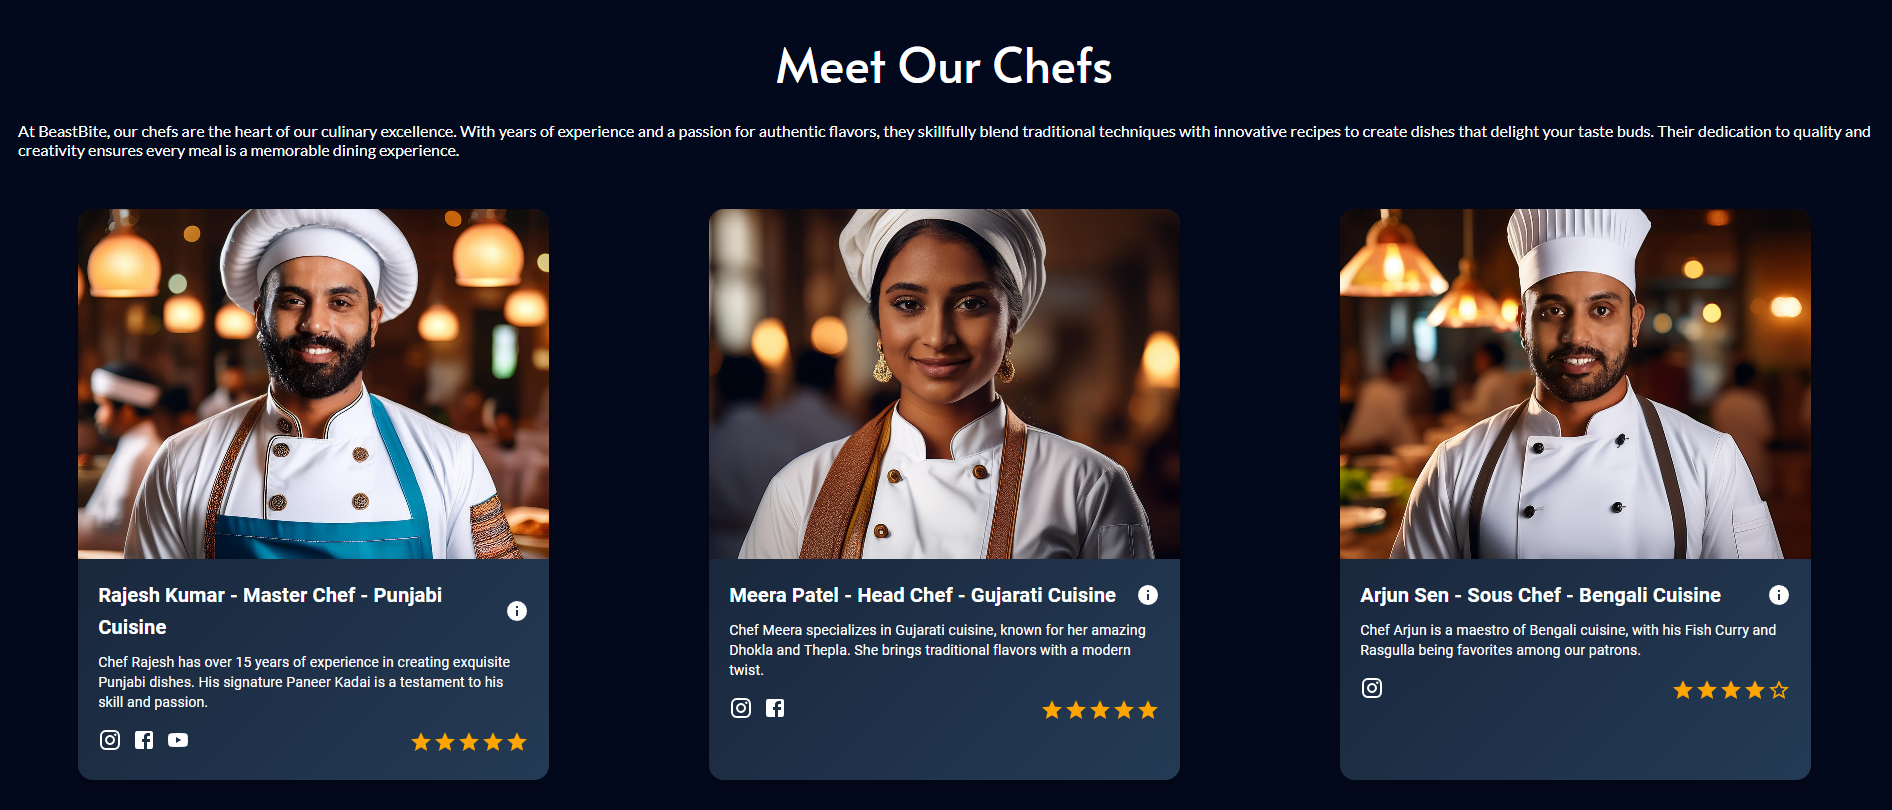 Meet Our Chefs
At BeastBite, our chefs are the heart of our culinary excellence. With years of experience and a passion for authentic flavors, they skillfully blend traditional techniques with innovative recipes to create dishes that delight your taste buds. Their dedication to quality and
creativity ensures every meal is a memorable dining experience.
Rajesh Kumar - Master Chef - Punjabi
Cuisine
Chef Rajesh has over 15 years of experience in creating exquisite
Punjabi dishes. His signature Paneer Kadai is a testament to his
skill and passion.
Meera Patel - Head Chef - Gujarati Cuisine
Chef Meera specializes in Gujarati cuisine, known for her amazing
Dhokla and Thepla. She brings traditional flavors with a modern
twist.
Arjun Sen - Sous Chef - Bengali Cuisine
Chef Arjun is a maestro of Bengali cuisine, with his Fish Curry and
Rasgulla being favorites among our patrons.